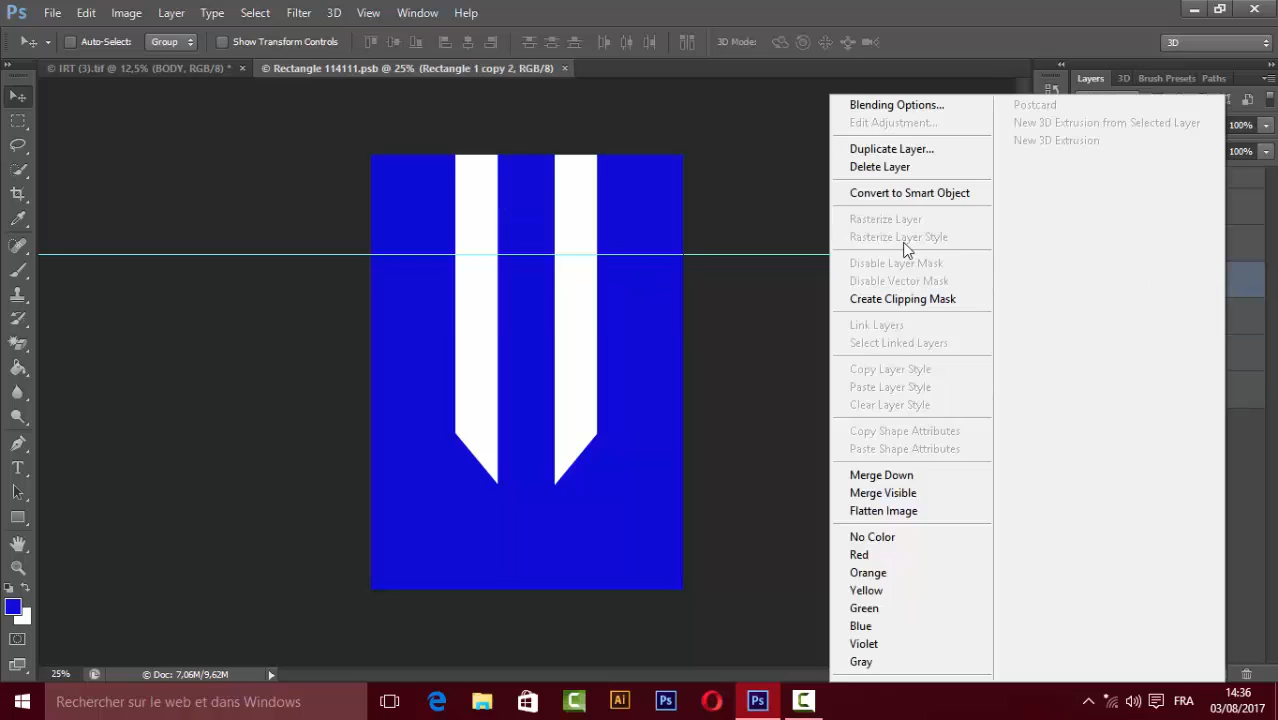 Ps File Edit Image Layer Type Select Filter 3D View Window Help
Auto-Select: Group Show Transform Controls 3D Mode: 3D
IRT (3).tif @ 12,5% (BODY, RGB/8) * × Rectangle 114111.psb @ 25% (Rectangle 1 copy 2, RGB/8) ×
Layers 3D Brush Presets Paths
100%
100%
Blending Options...
Edit Adjustment...
Duplicate Layer...
Delete Layer
Convert to Smart Object
Rasterize Layer
Rasterize Layer Style
Disable Layer Mask
Disable Vector Mask
Create Clipping Mask
Link Layers
Select Linked Layers
Copy Layer Style
Paste Layer Style
Clear Layer Style
Copy Shape Attributes
Paste Shape Attributes
Merge Down
Merge Visible
Flatten Image
No Color
Red
Orange
Yellow
Green
Blue
Violet
Gray
Postcard
New 3D Extrusion from Selected Layer
New 3D Extrusion
25% Doc: 7,06M/9,62M
Rechercher sur le web et dans Windows
Ai Ps Ps
FRA
14:36
03/08/2017